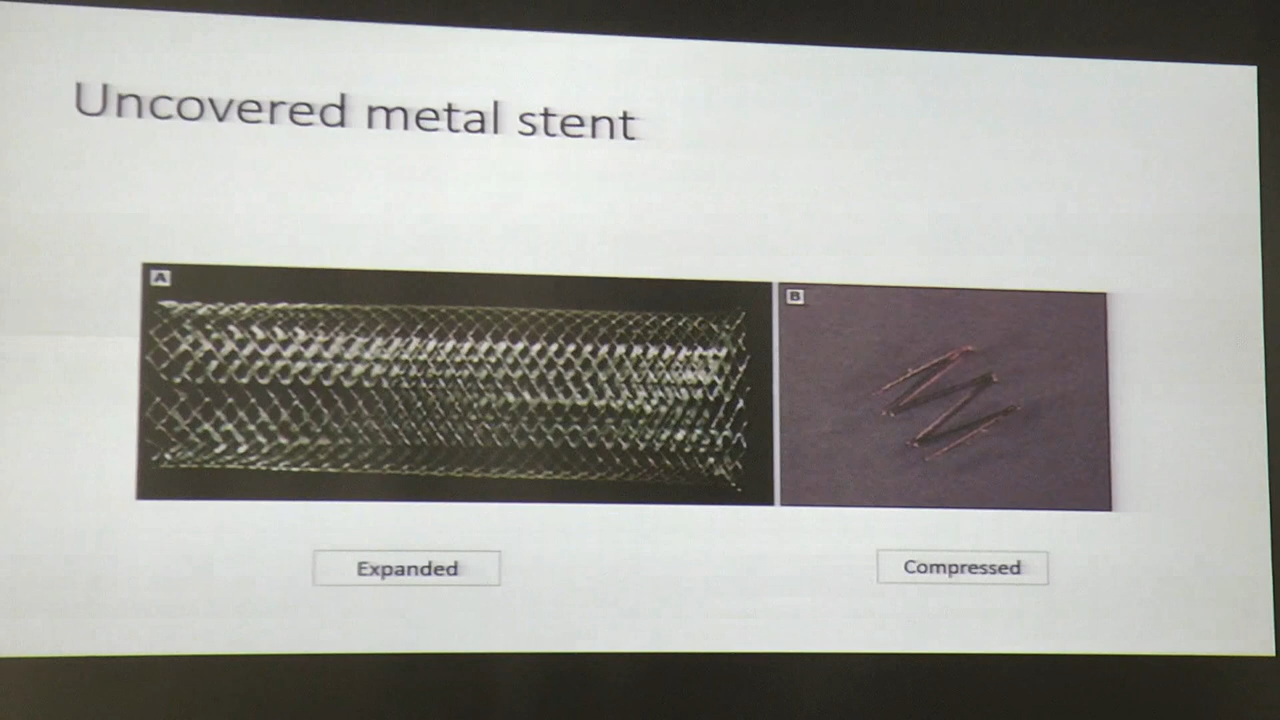 Uncovered metal stent
A
B
Expanded
Compressed